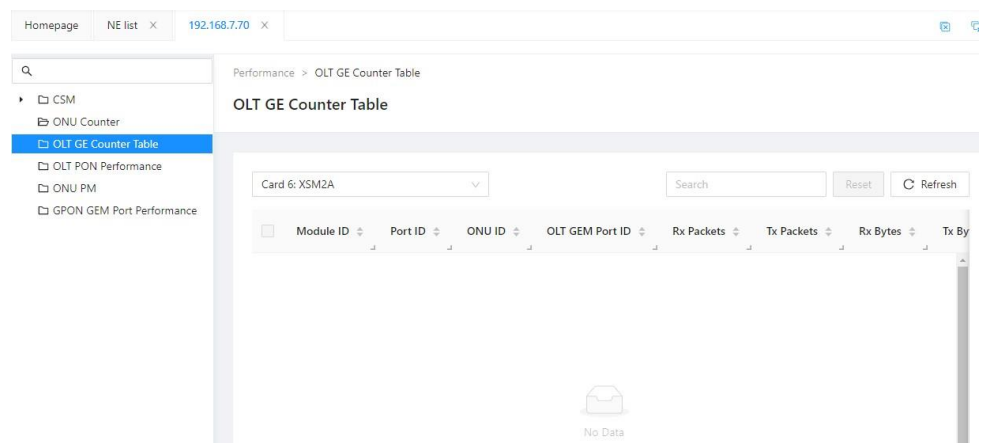 Homepage NE list × 192.168.7.70 ×
Performance > OLT GE Counter Table
CSM
OLT GE Counter Table
ONU Counter
OLT GE Counter Table
OLT PON Performance
ONU PM
Card 6: XSM2A Search Reset Refresh
GPON GEM Port Performance
Module ID Port ID ONU ID OLT GEM Port ID Rx Packets Tx Packets Rx Bytes Tx By
No Data